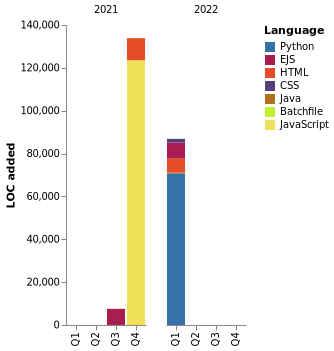 2021 2022
Language
Python
EJS
HTML
CSS
Java
Batchfile
JavaScript
LOC added
140,000
120,000
100,000
80,000
60,000
40,000
20,000
0
Q1 Q2 Q3 Q4 Q1 Q2 Q3 Q4